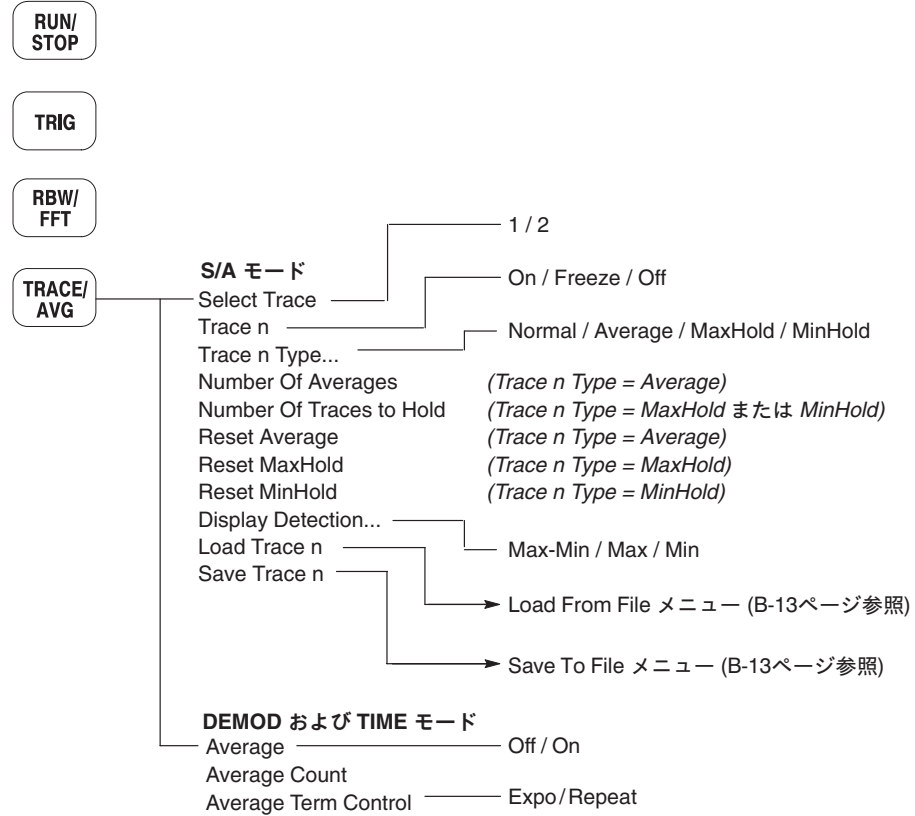 RUN/
STOP
TRIG
RBW/
FFT
TRACE/
AVG
S/A モード
Select Trace
1 / 2
Trace n
On / Freeze / Off
Trace n Type...
Normal / Average / MaxHold / MinHold
Number Of Averages (Trace n Type = Average)
Number Of Traces to Hold (Trace n Type = MaxHold または MinHold)
Reset Average (Trace n Type = Average)
Reset MaxHold (Trace n Type = MaxHold)
Reset MinHold (Trace n Type = MinHold)
Display Detection...
Max-Min / Max / Min
Load Trace n
Load From File メニュー (B-13ページ参照)
Save Trace n
Save To File メニュー (B-13ページ参照)
DEMOD および TIME モード
Average Off / On
Average Count
Average Term Control Expo/Repeat